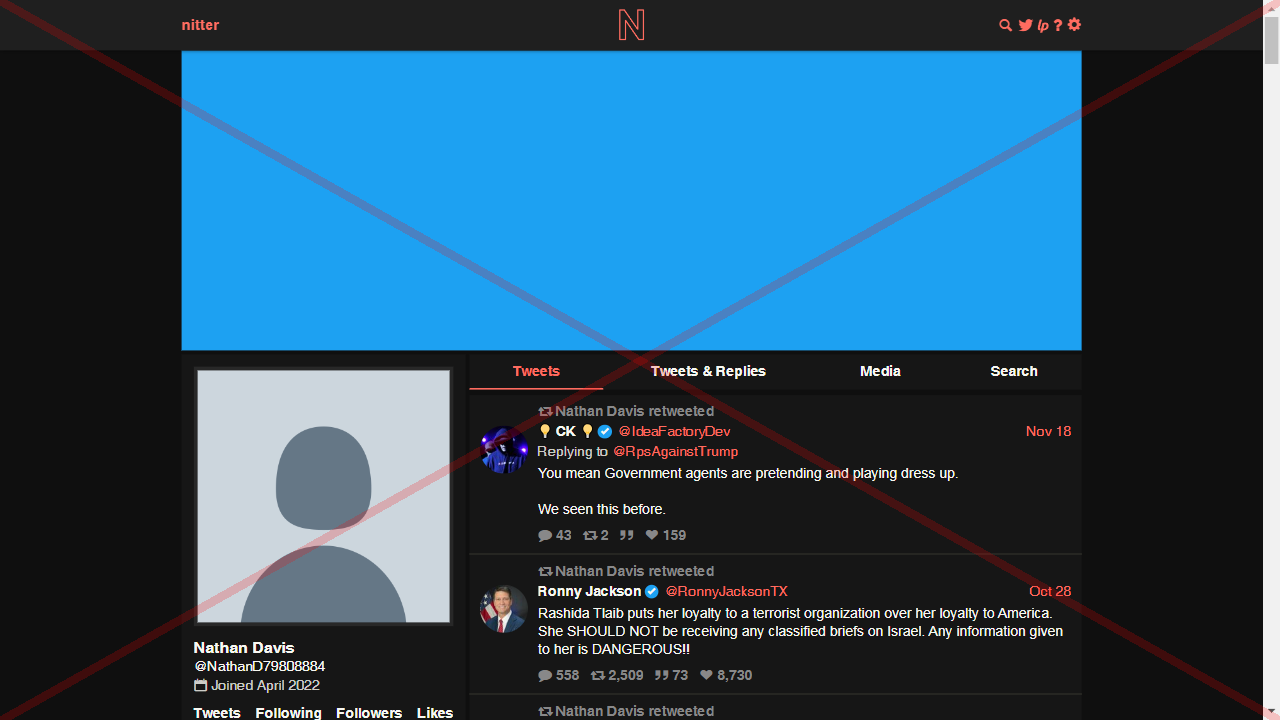 nitter
N
lp ?
Tweets Tweets & Replies Media Search
Nathan Davis retweeted
CK @IdeaFactoryDev Nov 18
Replying to @RpsAgainstTrump
You mean Government agents are pretending and playing dress up.
We seen this before.
43 2 159
Nathan Davis retweeted
Ronny Jackson @RonnyJacksonTX Oct 28
Rashida Tlaib puts her loyalty to a terrorist organization over her loyalty to America.
She SHOULD NOT be receiving any classified briefs on Israel. Any information given
to her is DANGEROUS!!
558 2,509 73 8,730
Nathan Davis retweeted
Nathan Davis
@NathanD79808884
Joined April 2022
Tweets Following Followers Likes